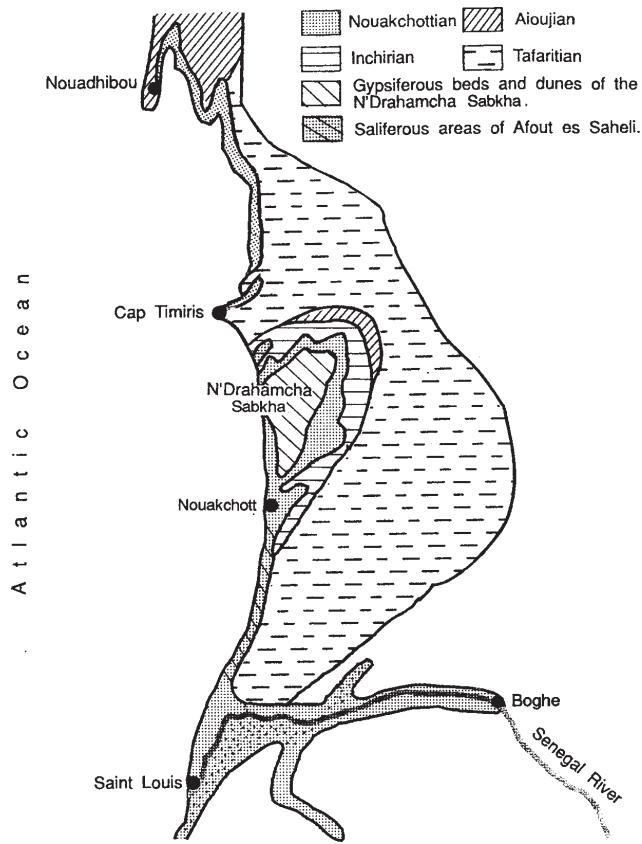 Nouakchottian
Aioujian
Inchirian
Tafaritian
Gypsiferous beds and dunes of the
N'Drahamcha Sabkha.
Saliferous areas of Afout es Saheli.
Nouadhibou
Atlantic Ocean
Cap Timiris
N'Drahamcha
Sabkha
Nouakchott
Boghe
Senegal River
Saint Louis